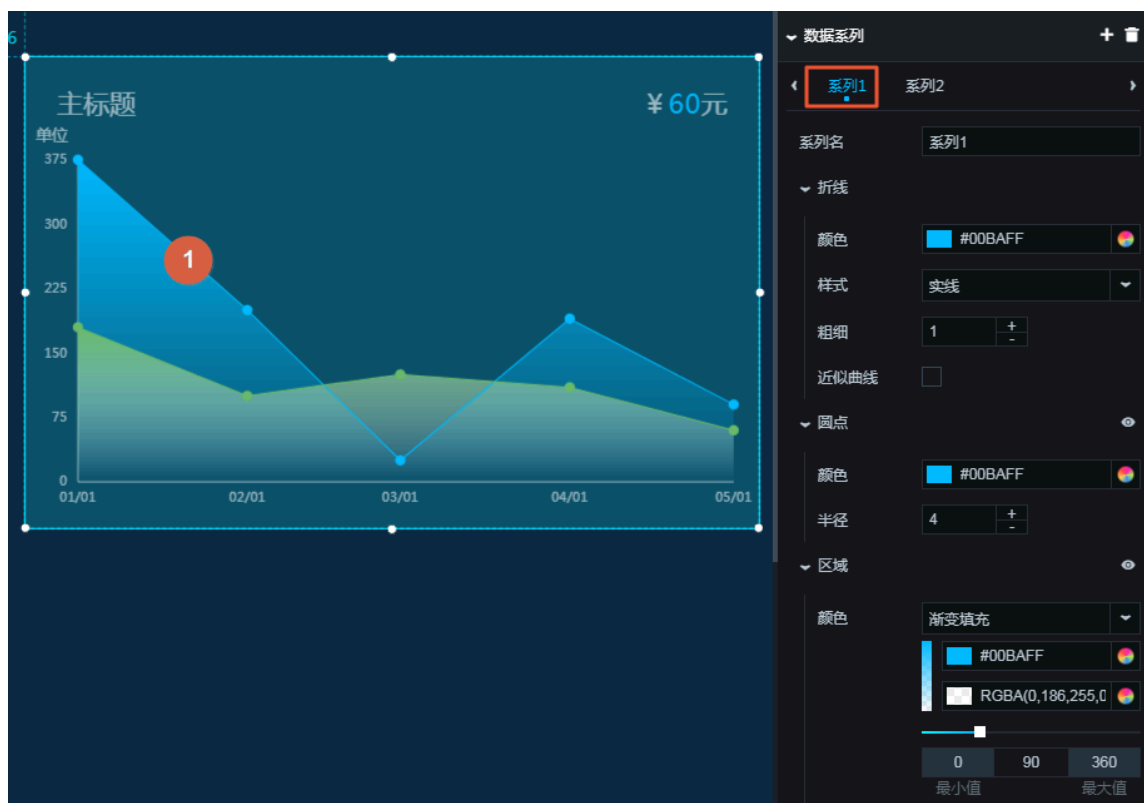 6
主标题
¥60元
单位
375
300
225
150
75
0
01/01 02/01 03/01 04/01 05/01
1
数据系列
系列1 系列2
系列名 系列1
折线
颜色 #00BAFF
样式 实线
粗细 1 + -
近似曲线
圆点
颜色 #00BAFF
半径 4 + -
区域
颜色 渐变填充
#00BAFF
RGBA(0,186,255,0
0 90 360
最小值 最大值